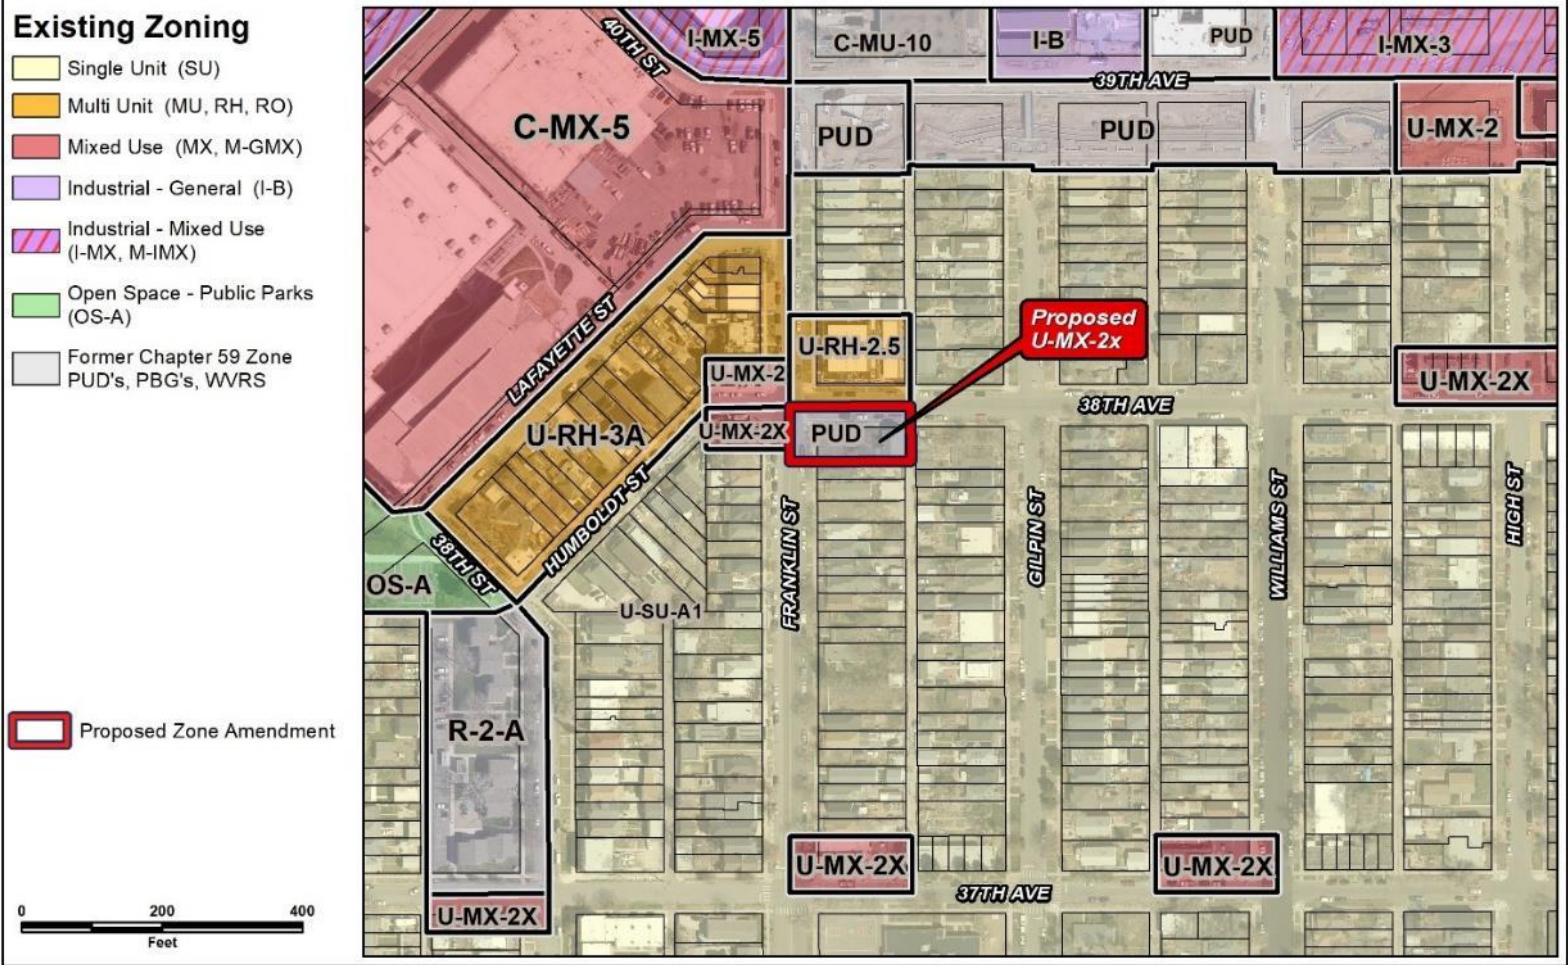 Existing Zoning
Single Unit (SU)
Multi Unit (MU, RH, RO)
Mixed Use (MX, M-GMX)
Industrial - General (I-B)
Industrial - Mixed Use
(I-MX, M-IMX)
Open Space - Public Parks
(OS-A)
Former Chapter 59 Zone
PUD's, PBG's, WVRS
Proposed Zone Amendment
0 200 400
Feet
40TH ST
I-MX-5
C-MU-10
I-B
PUD
I-MX-3
39TH AVE
C-MX-5
PUD
PUD
U-MX-2
LAFAYETTE ST
Proposed
U-MX-2x
U-RH-2.5
U-MX-2
U-MX-2X
38TH AVE
U-RH-3A
U-MX-2X
PUD
HUMBOLDT ST
FRANKLIN ST
GILPIN ST
WILLIAMS ST
HIGH ST
38TH ST
OS-A
U-SU-A1
R-2-A
U-MX-2X
U-MX-2X
37TH AVE
U-MX-2X